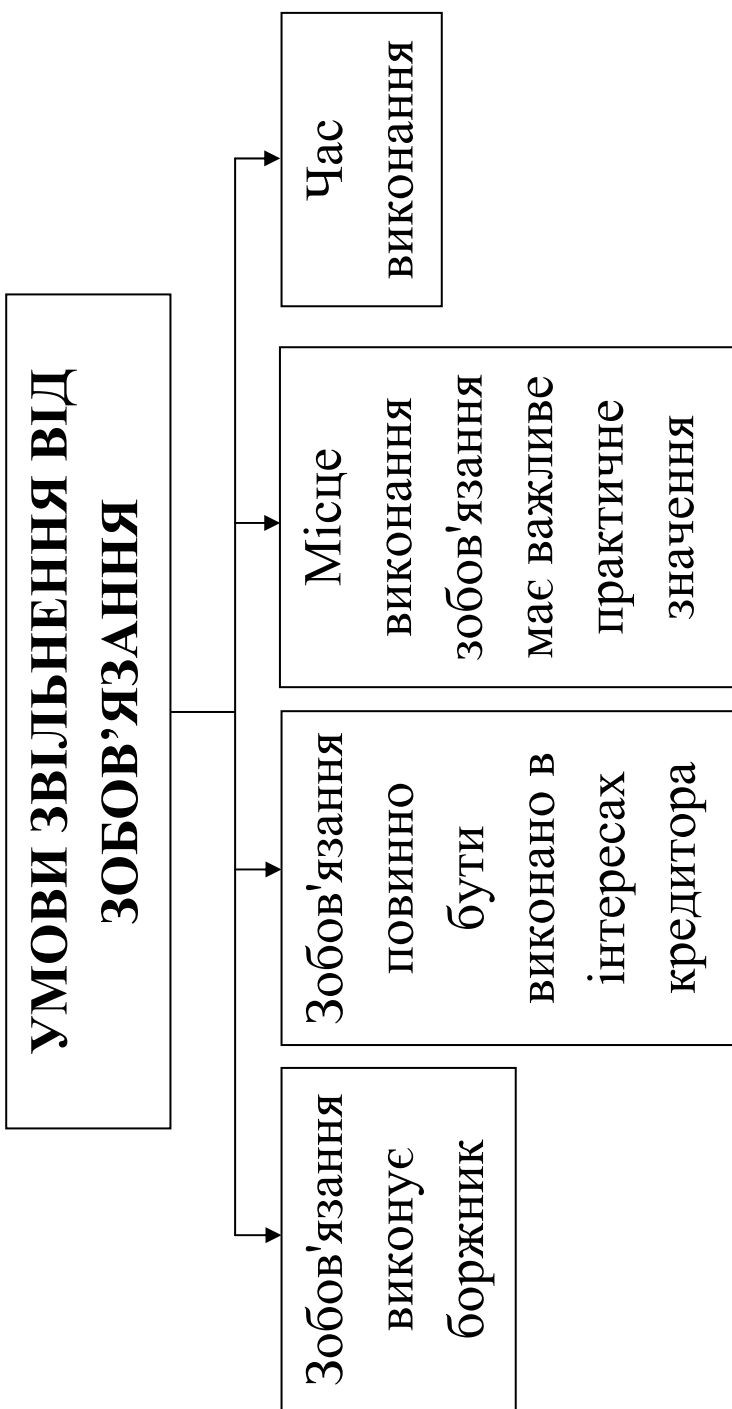 УМОВИ ЗВІЛЬНЕННЯ ВІД
ЗОБОВ’ЯЗАННЯ
Зобов'язання
виконує
боржник
Зобов'язання
повинно
бути
виконано в
інтересах
кредитора
Місце
виконання
зобов'язання
має важливе
практичне
значення
Час
виконання